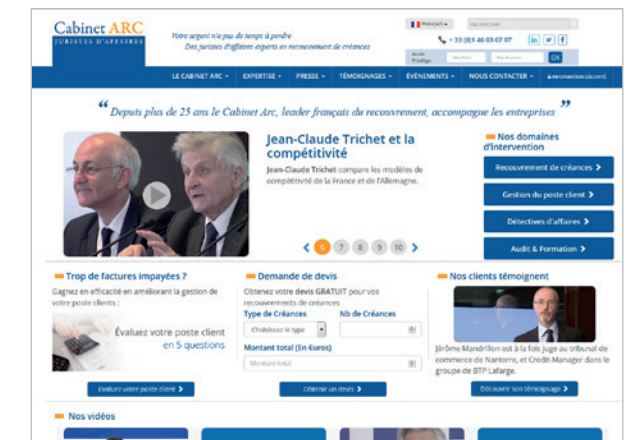 Cabinet ARC
JURISTES D'AFFAIRES
Votre argent n'a pas de temps à perdre
Des juristes d'affaires experts en recouvrement de créances
FRANÇAIS
RECHERCHE
+ 33 (0)1 46 03 07 07
Accès
Privilège
OK
LE CABINET ARC
EXPERTISE
PRESSE
TÉMOIGNAGES
ÉVÉNEMENTS
NOUS CONTACTER
“ Depuis plus de 25 ans le Cabinet Arc, leader français du recouvrement, accompagne les entreprises ”
Jean-Claude Trichet et la
compétitivité
Jean-Claude Trichet compare les modèles de
compétitivité de la France et de l'Allemagne.
6 7 8 9 10
Nos domaines
d'intervention
Recouvrement de créances
Gestion du poste client
Détectives d'affaires
Audit & Formation
Trop de factures impayées ?
Gagnez en efficacité en améliorant la gestion de
votre poste clients :
Évaluez votre poste client
en 5 questions
Evaluez votre poste client
Demande de devis
Obtenez votre devis GRATUIT pour vos
recouvrements de créances
Type de Créances
Nb de Créances
Choisissez le type
Montant total (En €uros)
Montant total
Obtenir un devis
Nos clients témoignent
Jérôme Mandrillon est à la fois juge au tribunal de
commerce de Nanterre, et Credit-Manager dans le
groupe de BTP Lafarge.
Découvrir son témoignage
Nos vidéos